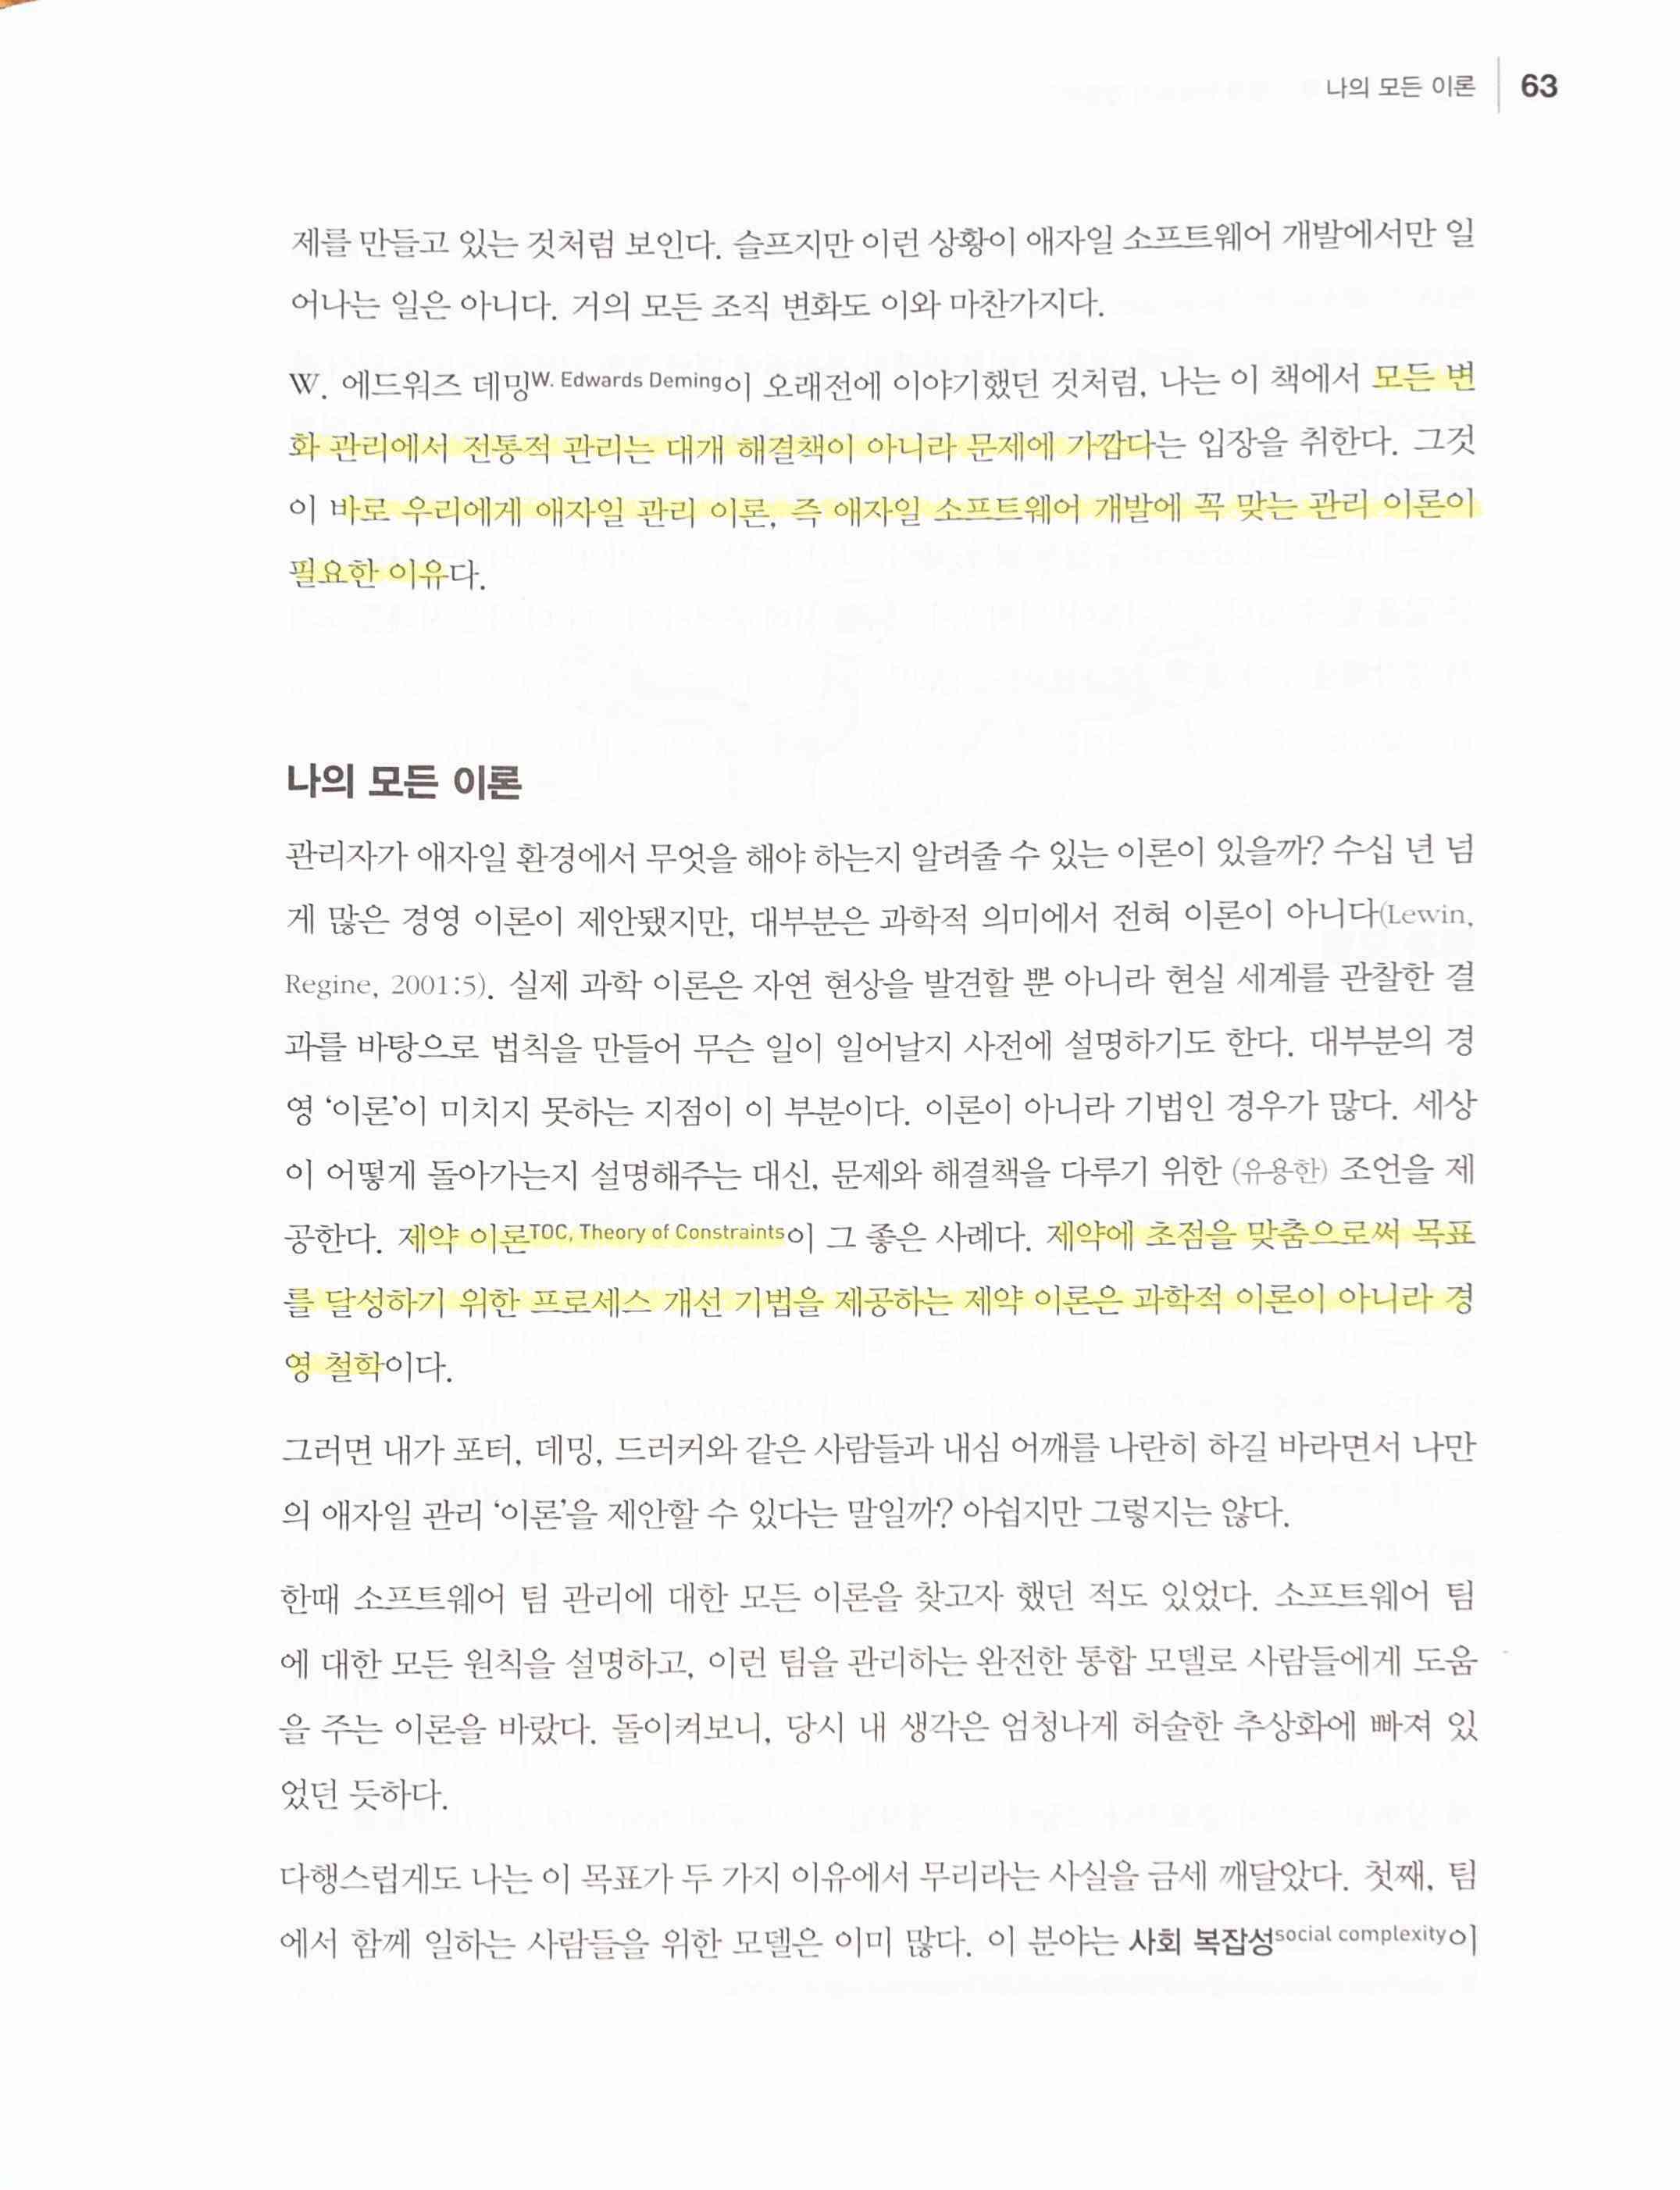 나의 모든 이론 63
제를 만들고 있는 것처럼 보인다. 슬프지만 이런 상황이 애자일 소프트웨어 개발에서만 일
어나는 일은 아니다. 거의 모든 조직 변화도 이와 마찬가지다.
W. 에드워즈 데밍W. Edwards Deming이 오래전에 이야기했던 것처럼, 나는 이 책에서 모든 변
화 관리에서 전통적 관리는 대개 해결책이 아니라 문제에 가깝다는 입장을 취한다. 그것
이 바로 우리에게 애자일 관리 이론, 즉 애자일 소프트웨어 개발에 꼭 맞는 관리 이론이
필요한 이유다.
나의 모든 이론
관리자가 애자일 환경에서 무엇을 해야 하는지 알려줄 수 있는 이론이 있을까? 수십 년 넘
게 많은 경영 이론이 제안됐지만, 대부분은 과학적 의미에서 전혀 이론이 아니다(Lewin,
Regine, 2001:5). 실제 과학 이론은 자연 현상을 발견할 뿐 아니라 현실 세계를 관찰한 결
과를 바탕으로 법칙을 만들어 무슨 일이 일어날지 사전에 설명하기도 한다. 대부분의 경
영 ‘이론’이 미치지 못하는 지점이 이 부분이다. 이론이 아니라 기법인 경우가 많다. 세상
이 어떻게 돌아가는지 설명해주는 대신, 문제와 해결책을 다루기 위한 (유용한) 조언을 제
공한다. 제약 이론TOC, Theory of Constraints이 그 좋은 사례다. 제약에 초점을 맞춤으로써 목표
를 달성하기 위한 프로세스 개선 기법을 제공하는 제약 이론은 과학적 이론이 아니라 경
영 철학이다.
그러면 내가 포터, 데밍, 드러커와 같은 사람들과 내심 어깨를 나란히 하길 바라면서 나만
의 애자일 관리 ‘이론’을 제안할 수 있다는 말일까? 아쉽지만 그렇지는 않다.
한때 소프트웨어 팀 관리에 대한 모든 이론을 찾고자 했던 적도 있었다. 소프트웨어 팀
에 대한 모든 원칙을 설명하고, 이런 팀을 관리하는 완전한 통합 모델로 사람들에게 도움
을 주는 이론을 바랐다. 돌이켜보니, 당시 내 생각은 엄청나게 허술한 추상화에 빠져 있
었던 듯하다.
다행스럽게도 나는 이 목표가 두 가지 이유에서 무리라는 사실을 금세 깨달았다. 첫째, 팀
에서 함께 일하는 사람들을 위한 모델은 이미 많다. 이 분야는 사회 복잡성social complexity이